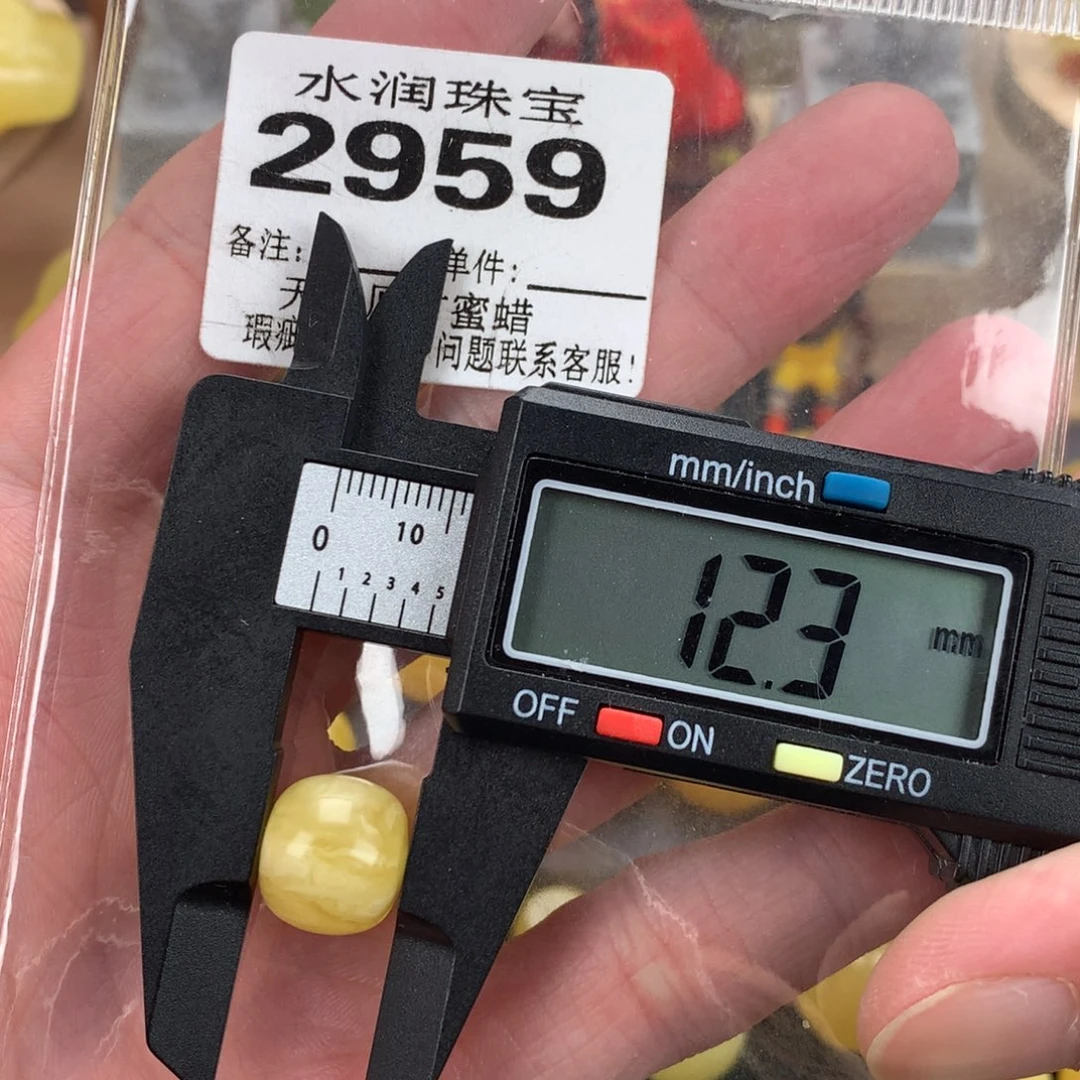 水润珠宝
2959
备注: 单件:
天 蜜蜡
瑕疵 问题联系客服!
mm/inch
0 10
1 2 3 4 5
12.3 mm
OFF ON ZERO